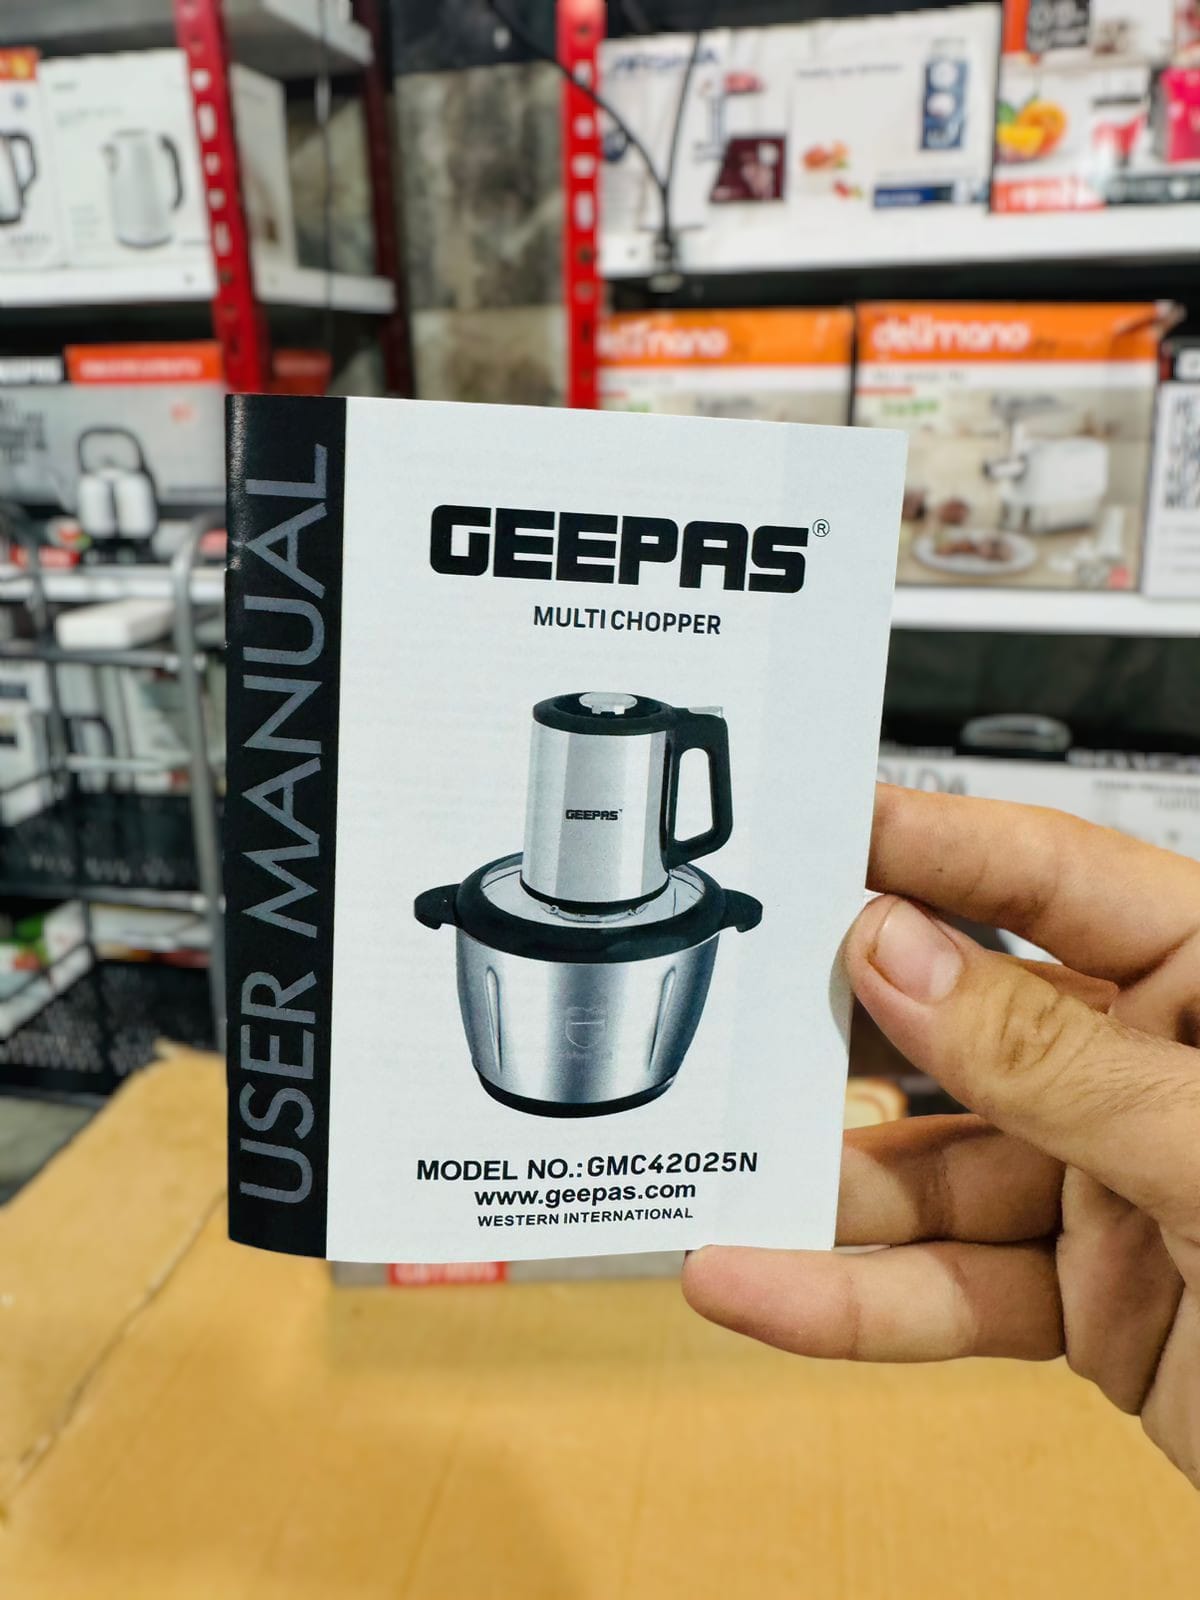 USER MANUAL
GEEPAS®
MULTI CHOPPER
GEEPAS
MODEL NO.:GMC42025N
www.geepas.com
WESTERN INTERNATIONAL
delimano
delimano